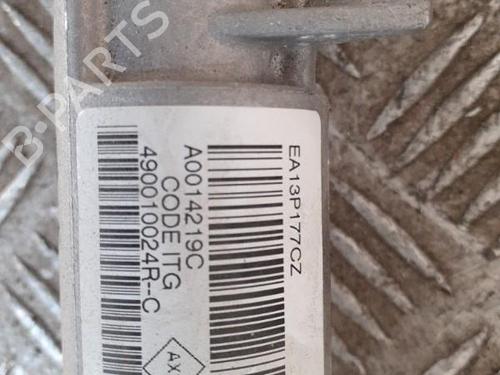 EA13P177CZ
A0014219C
CODE ITG
490010024R--C
AX
B-PARTS